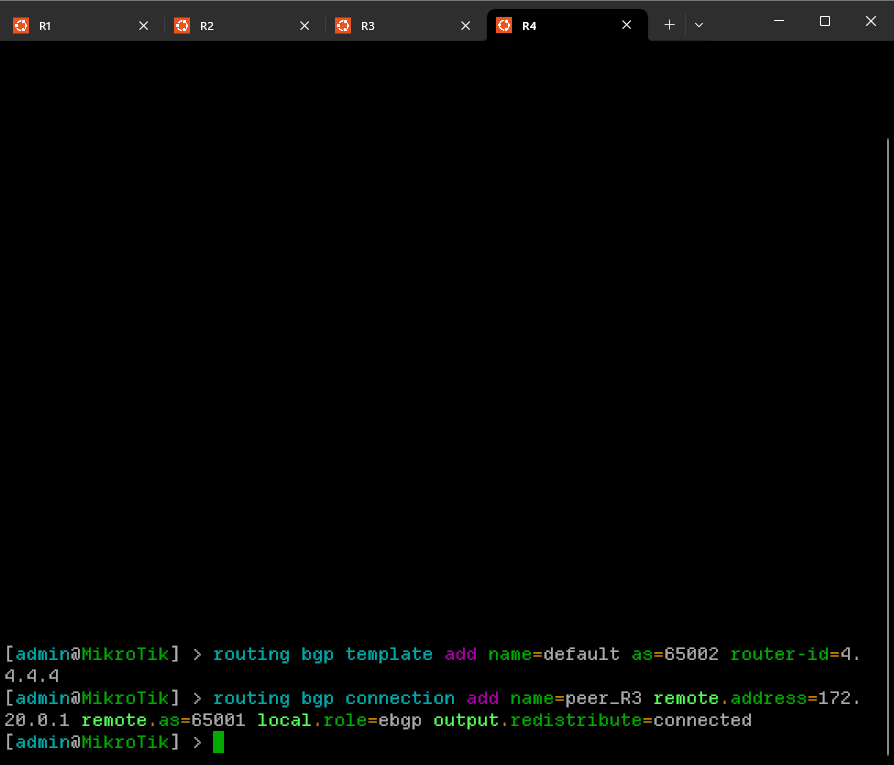 R1 R2 R3 R4
[admin@MikroTik] > routing bgp template add name=default as=65002 router-id=4.
4.4.4
[admin@MikroTik] > routing bgp connection add name=peer_R3 remote.address=172.
20.0.1 remote.as=65001 local.role=ebgp output.redistribute=connected
[admin@MikroTik] >